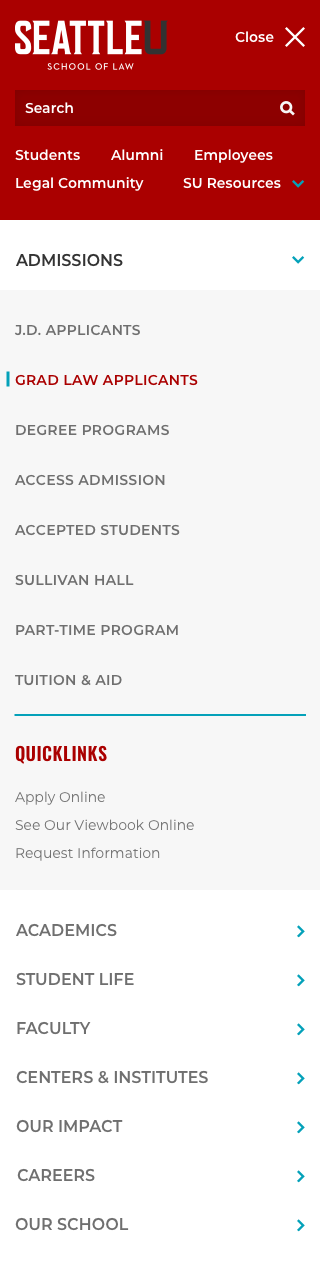 SEATTLEU
SCHOOL OF LAW
Close
Search
Students Alumni Employees
Legal Community SU Resources
ADMISSIONS
J.D. APPLICANTS
GRAD LAW APPLICANTS
DEGREE PROGRAMS
ACCESS ADMISSION
ACCEPTED STUDENTS
SULLIVAN HALL
PART-TIME PROGRAM
TUITION & AID
QUICKLINKS
Apply Online
See Our Viewbook Online
Request Information
ACADEMICS
STUDENT LIFE
FACULTY
CENTERS & INSTITUTES
OUR IMPACT
CAREERS
OUR SCHOOL